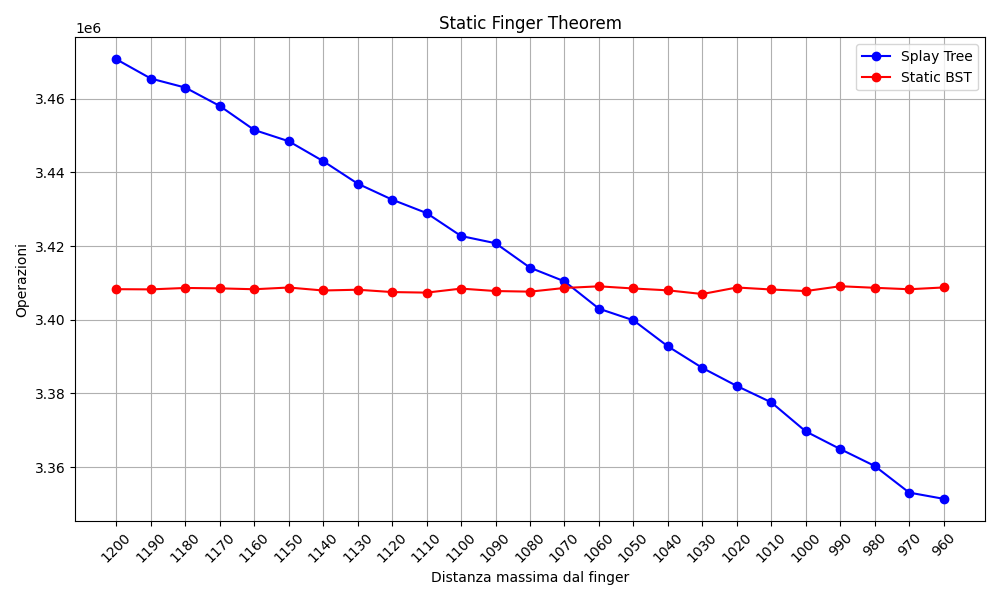 Static Finger Theorem
1e6
Splay Tree
Static BST
3.46
3.44
3.42
3.40
3.38
3.36
Operazioni
1200 1190 1180 1170 1160 1150 1140 1130 1120 1110 1100 1090 1080 1070 1060 1050 1040 1030 1020 1010 1000 990 980 970 960
Distanza massima dal finger